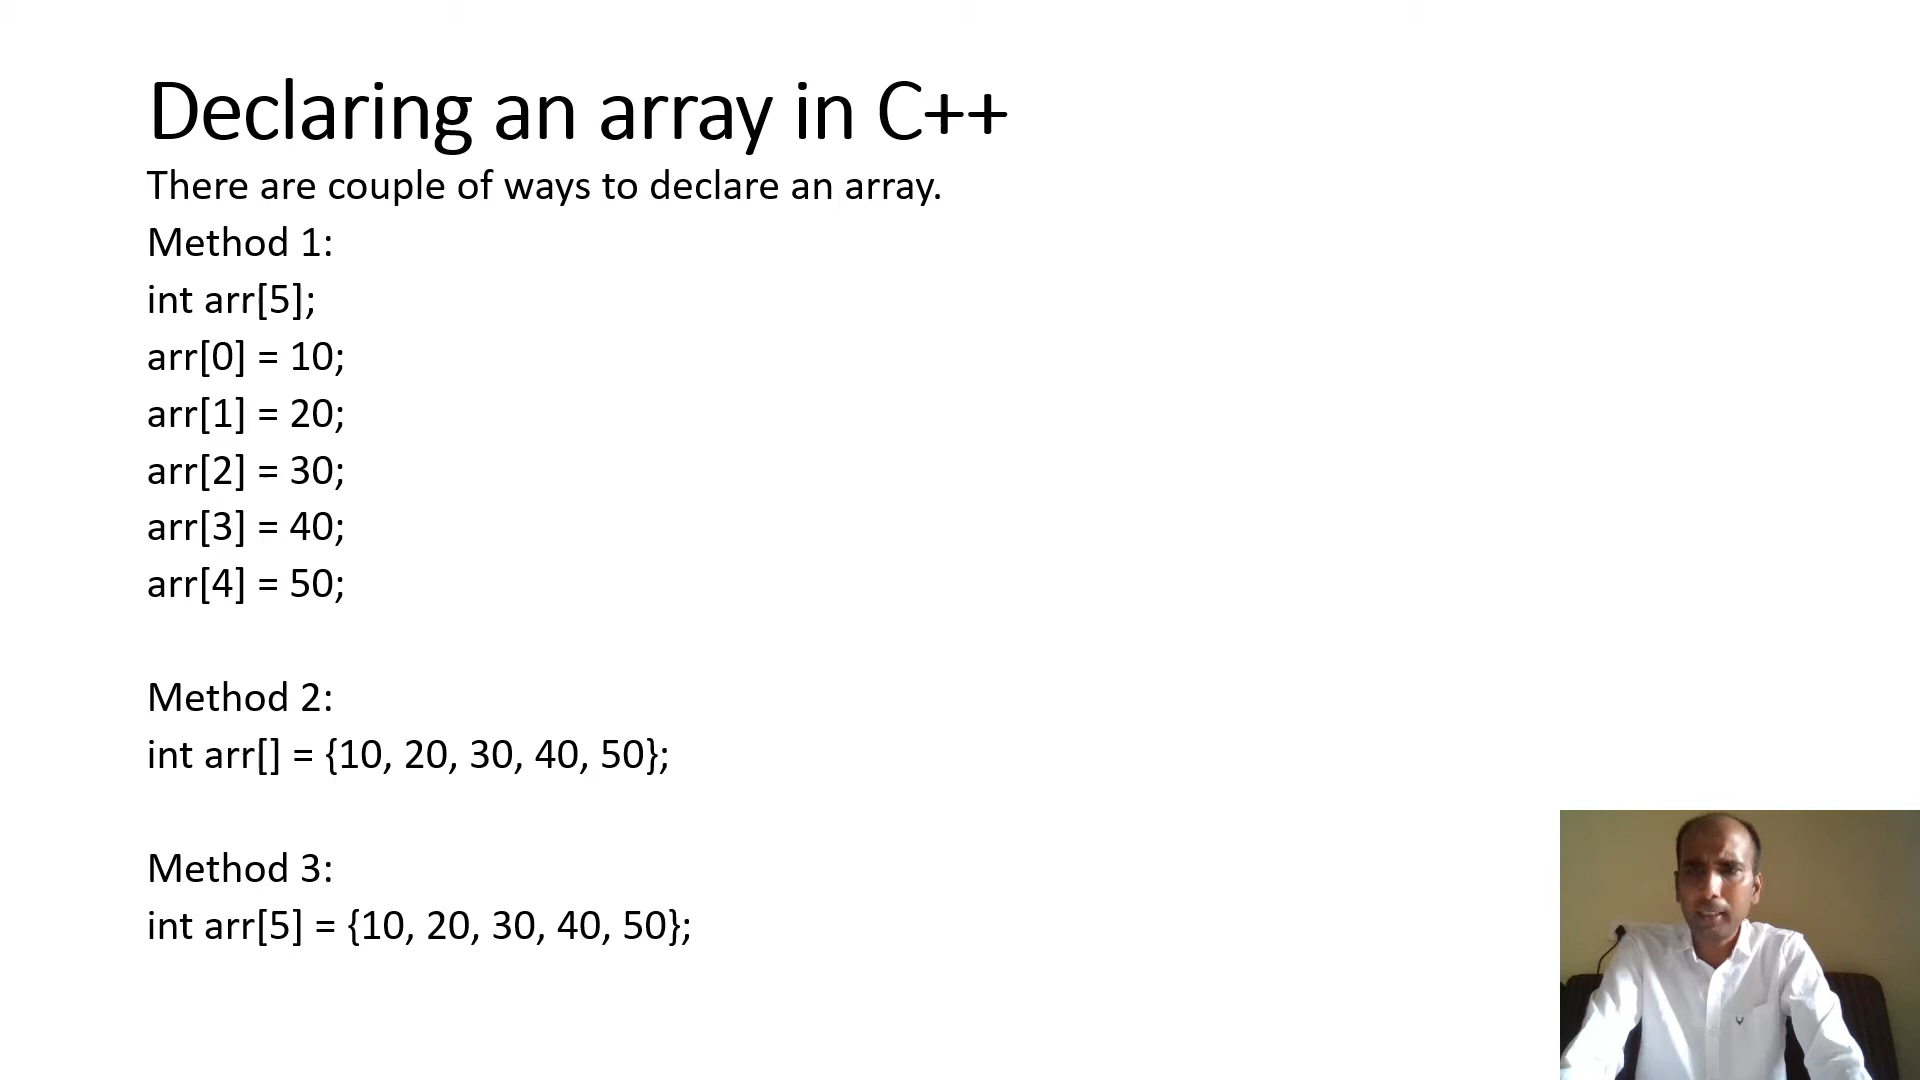 Declaring an array in C++
There are couple of ways to declare an array.
Method 1:
int arr[5];
arr[0] = 10;
arr[1] = 20;
arr[2] = 30;
arr[3] = 40;
arr[4] = 50;
Method 2:
int arr[] = {10, 20, 30, 40, 50};
Method 3:
int arr[5] = {10, 20, 30, 40, 50};